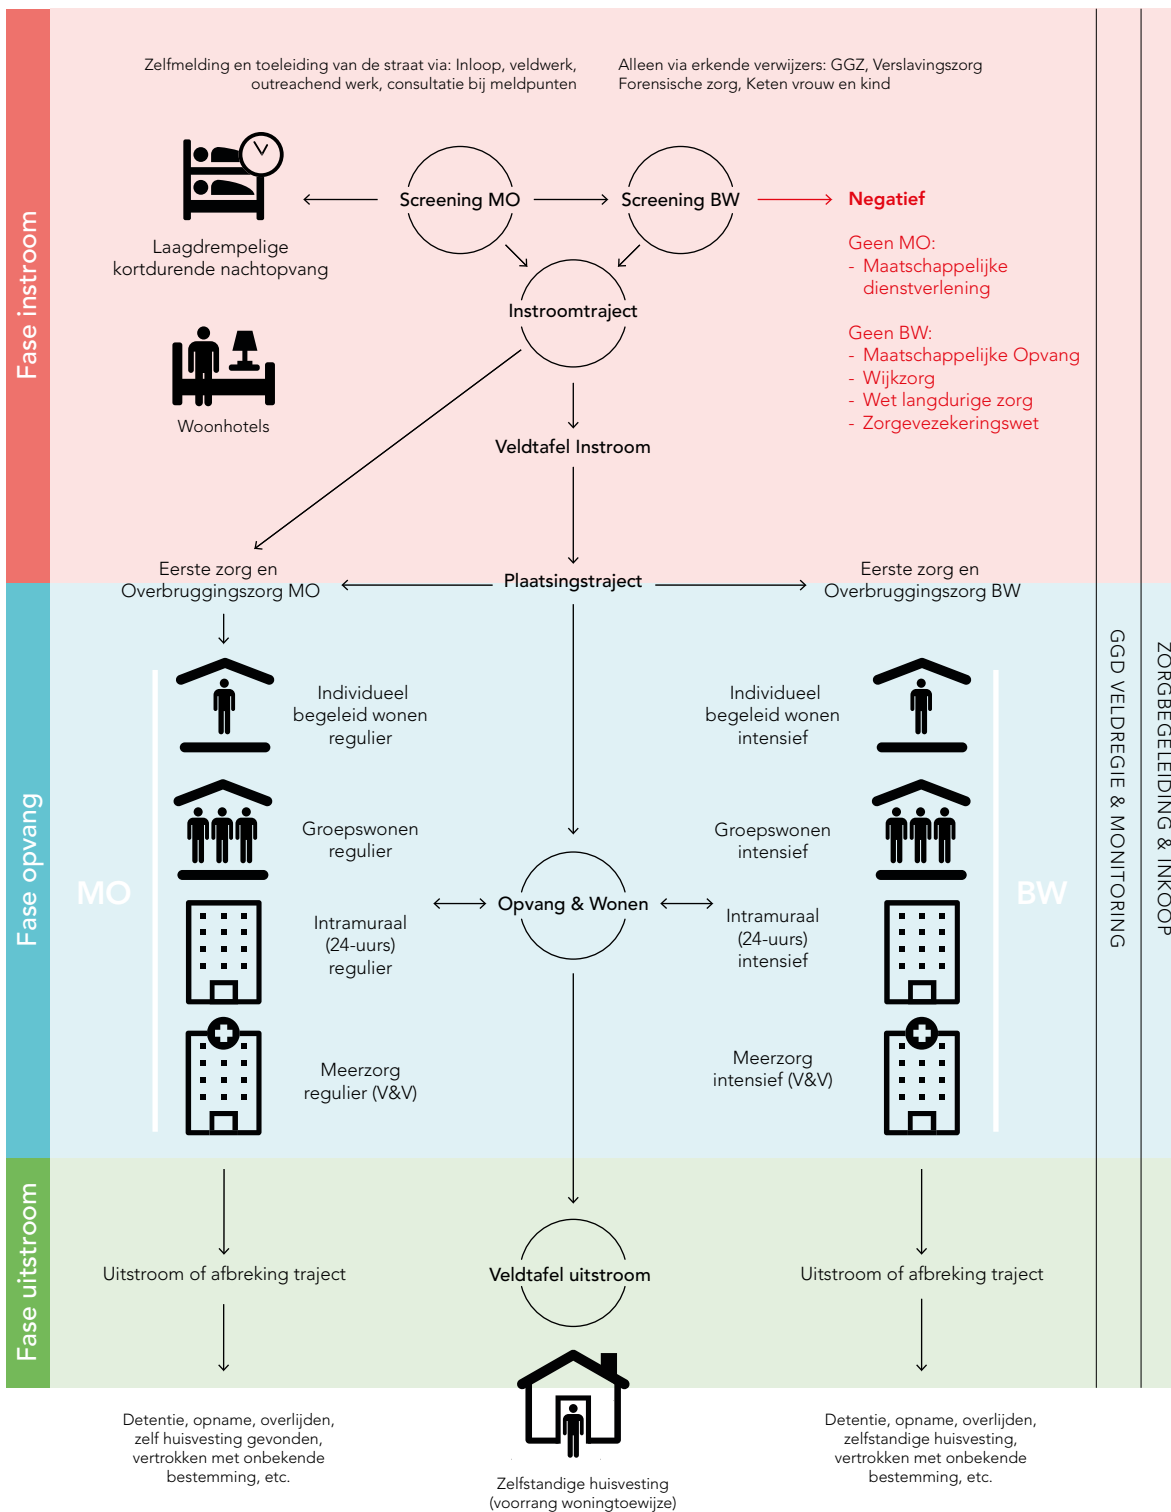 Fase instroom
Zelfmelding en toeleiding van de straat via: Inloop, veldwerk,
outreachend werk, consultatie bij meldpunten
Alleen via erkende verwijzers: GGZ, Verslavingszorg
Forensische zorg, Keten vrouw en kind
Screening MO
Screening BW
Negatief
Laagdrempelige
kortdurende nachtopvang
Geen MO:
- Maatschappelijke
dienstverlening
Instroomtraject
Geen BW:
- Maatschappelijke Opvang
- Wijkzorg
- Wet langdurige zorg
- Zorgevezekeringswet
Woonhotels
Veldtafel Instroom
Eerste zorg en
Overbruggingszorg MO
Plaatsingstraject
Eerste zorg en
Overbruggingszorg BW
Fase opvang
MO
Individueel
begeleid wonen
regulier
Groepswonen
regulier
Intramuraal
(24-uurs)
regulier
Meerzorg
regulier (V&V)
Opvang & Wonen
Individueel
begeleid wonen
intensief
Groepswonen
intensief
Intramuraal
(24-uurs)
intensief
Meerzorg
intensief (V&V)
BW
GGD VELDREGIE & MONITORING
ZORGBEGELEIDING & INKOOP
Fase uitstroom
Uitstroom of afbreking traject
Veldtafel uitstroom
Uitstroom of afbreking traject
Detentie, opname, overlijden,
zelf huisvesting gevonden,
vertrokken met onbekende
bestemming, etc.
Zelfstandige huisvesting
(voorrang woningtoewijze)
Detentie, opname, overlijden,
zelfstandige huisvesting,
vertrokken met onbekende
bestemming, etc.